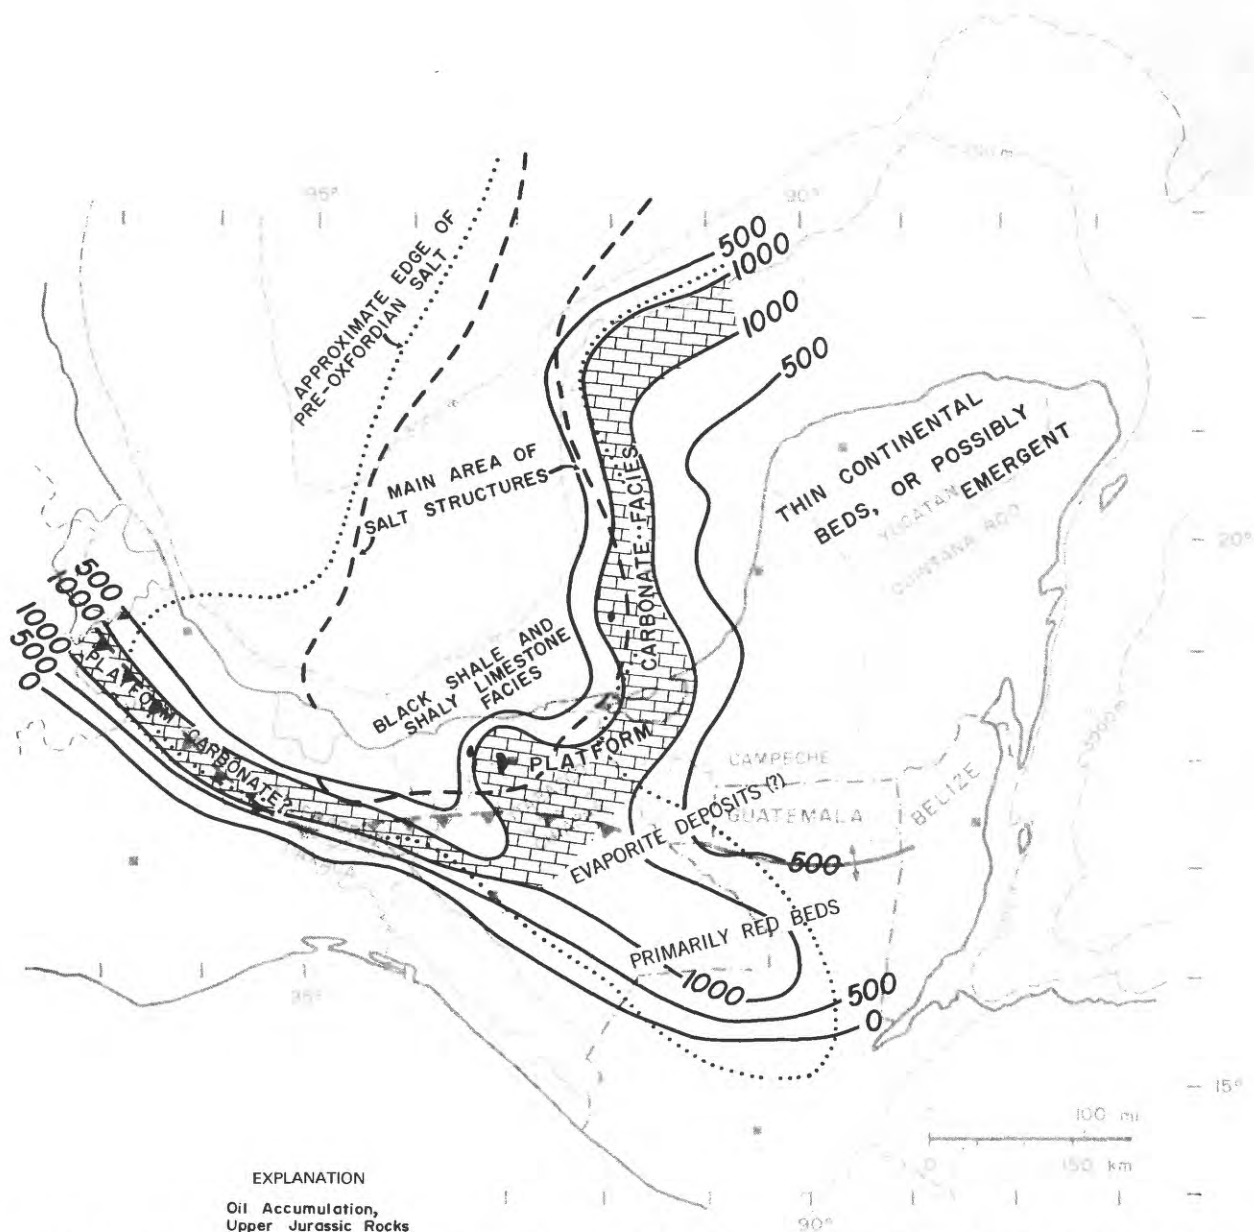 200 m
95°
90°
500
1000
1000
500
APPROXIMATE EDGE OF
PRE-OXFORDIAN SALT
MAIN AREA OF
SALT STRUCTURES
CARBONATE FACIES
THIN CONTINENTAL
BEDS, OR POSSIBLY
EMERGENT
YUCATAN
QUINTANA ROO
20°
500
1000
1000
500
0
PLATFORM CARBONATE?
BLACK SHALE AND
SHALY LIMESTONE
FACIES
PLATFORM
CAMPECHE
GUATEMALA
BELIZE
EVAPORITE DEPOSITS (?)
500
PRIMARILY RED BEDS
1000
500
0
95°
15°
100 mi
0
150 km
90°
EXPLANATION
Oil Accumulation,
Upper Jurassic Rocks